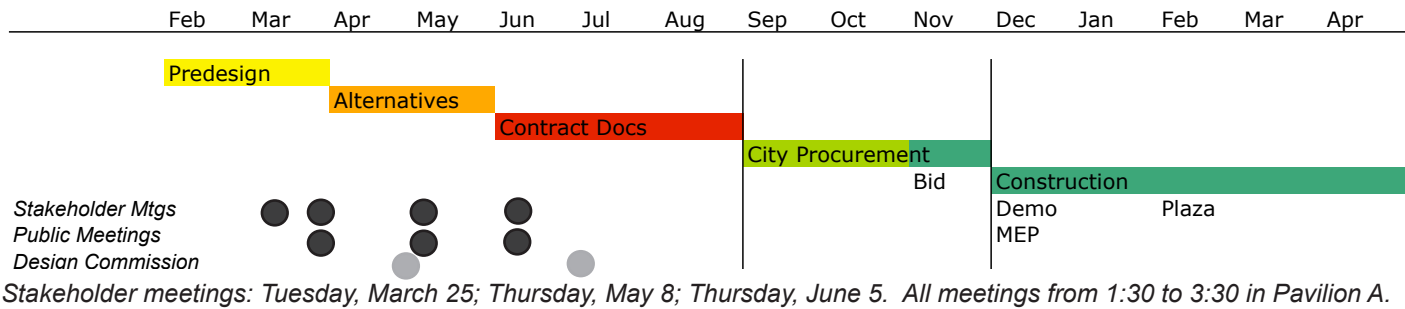 Feb Mar Apr May Jun Jul Aug Sep Oct Nov Dec Jan Feb Mar Apr
Predesign
Alternatives
Contract Docs
City Procurement
Bid Construction
Stakeholder Mtgs Demo Plaza
Public Meetings MEP
Design Commission
Stakeholder meetings: Tuesday, March 25; Thursday, May 8; Thursday, June 5. All meetings from 1:30 to 3:30 in Pavilion A.